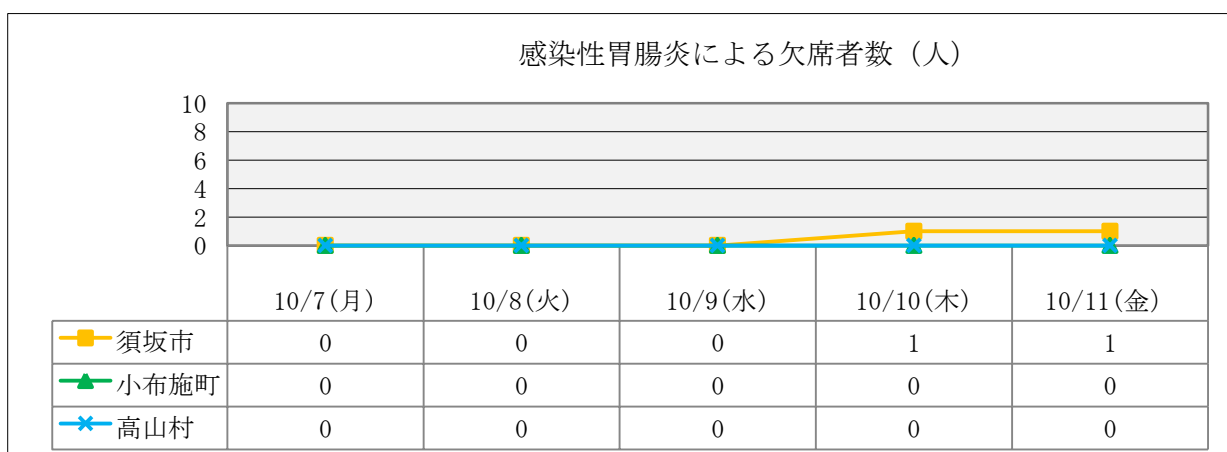 感染性胃腸炎による欠席者数（人）
10
8
6
4
2
0
10/7(月) 10/8(火) 10/9(水) 10/10(木) 10/11(金)
須坂市 0 0 0 1 1
小布施町 0 0 0 0 0
高山村 0 0 0 0 0